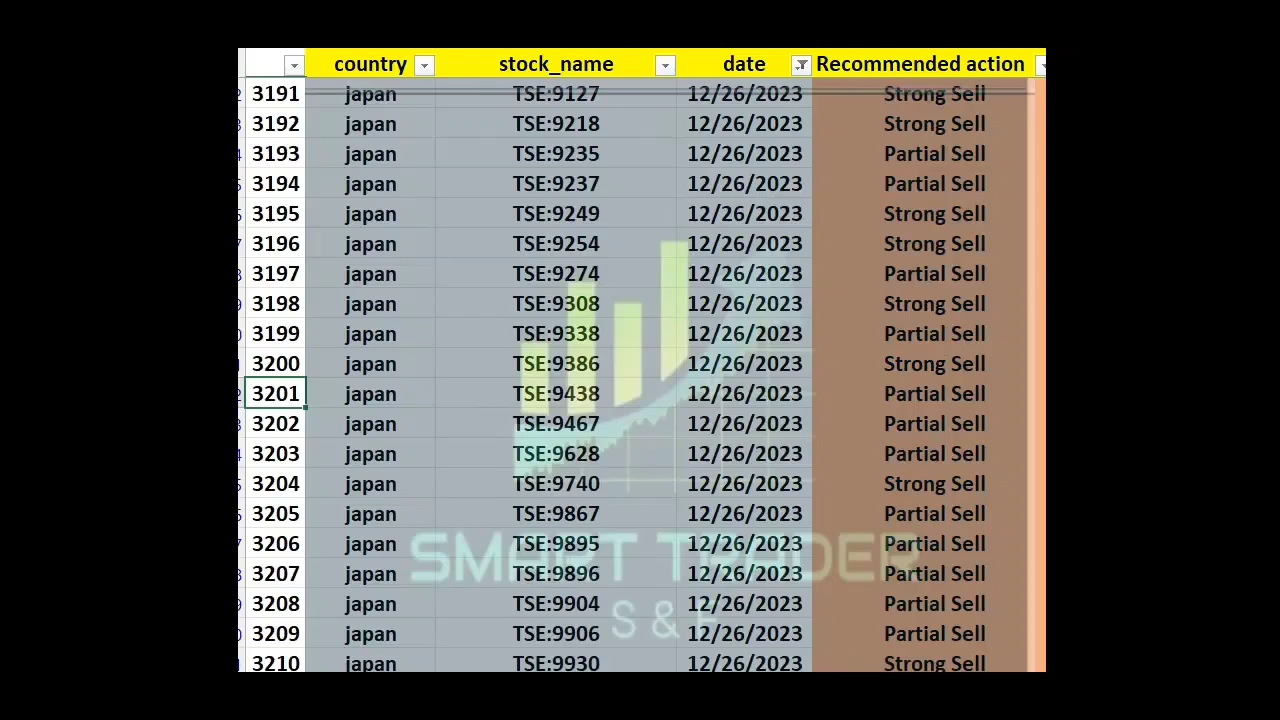 country stock_name date Recommended action
3191 japan TSE:9127 12/26/2023 Strong Sell
3192 japan TSE:9218 12/26/2023 Strong Sell
3193 japan TSE:9235 12/26/2023 Partial Sell
3194 japan TSE:9237 12/26/2023 Partial Sell
3195 japan TSE:9249 12/26/2023 Strong Sell
3196 japan TSE:9254 12/26/2023 Strong Sell
3197 japan TSE:9274 12/26/2023 Partial Sell
3198 japan TSE:9308 12/26/2023 Strong Sell
3199 japan TSE:9338 12/26/2023 Partial Sell
3200 japan TSE:9386 12/26/2023 Strong Sell
3201 japan TSE:9438 12/26/2023 Partial Sell
3202 japan TSE:9467 12/26/2023 Partial Sell
3203 japan TSE:9628 12/26/2023 Partial Sell
3204 japan TSE:9740 12/26/2023 Strong Sell
3205 japan TSE:9867 12/26/2023 Partial Sell
3206 japan TSE:9895 12/26/2023 Partial Sell
3207 japan TSE:9896 12/26/2023 Partial Sell
3208 japan TSE:9904 12/26/2023 Partial Sell
3209 japan TSE:9906 12/26/2023 Partial Sell
3210 japan TSE:9930 12/26/2023 Strong Sell
SMART TRADER
S & F